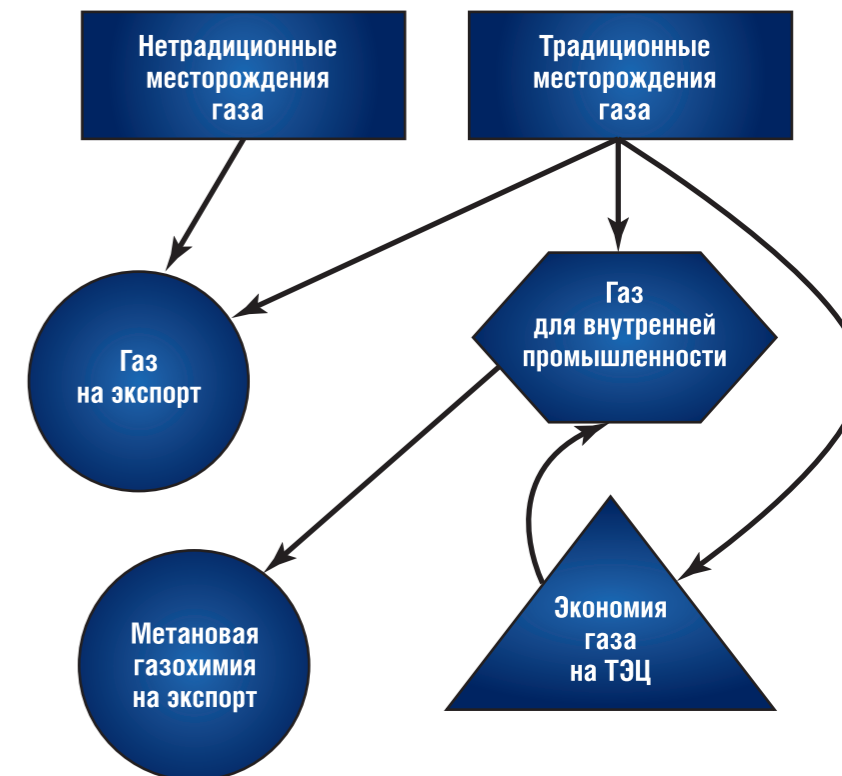 Нетрадиционные
месторождения
газа
Традиционные
месторождения
газа
Газ
для внутренней
промышленности
Газ
на экспорт
Экономия
газа
на ТЭЦ
Метановая
газохимия
на экспорт